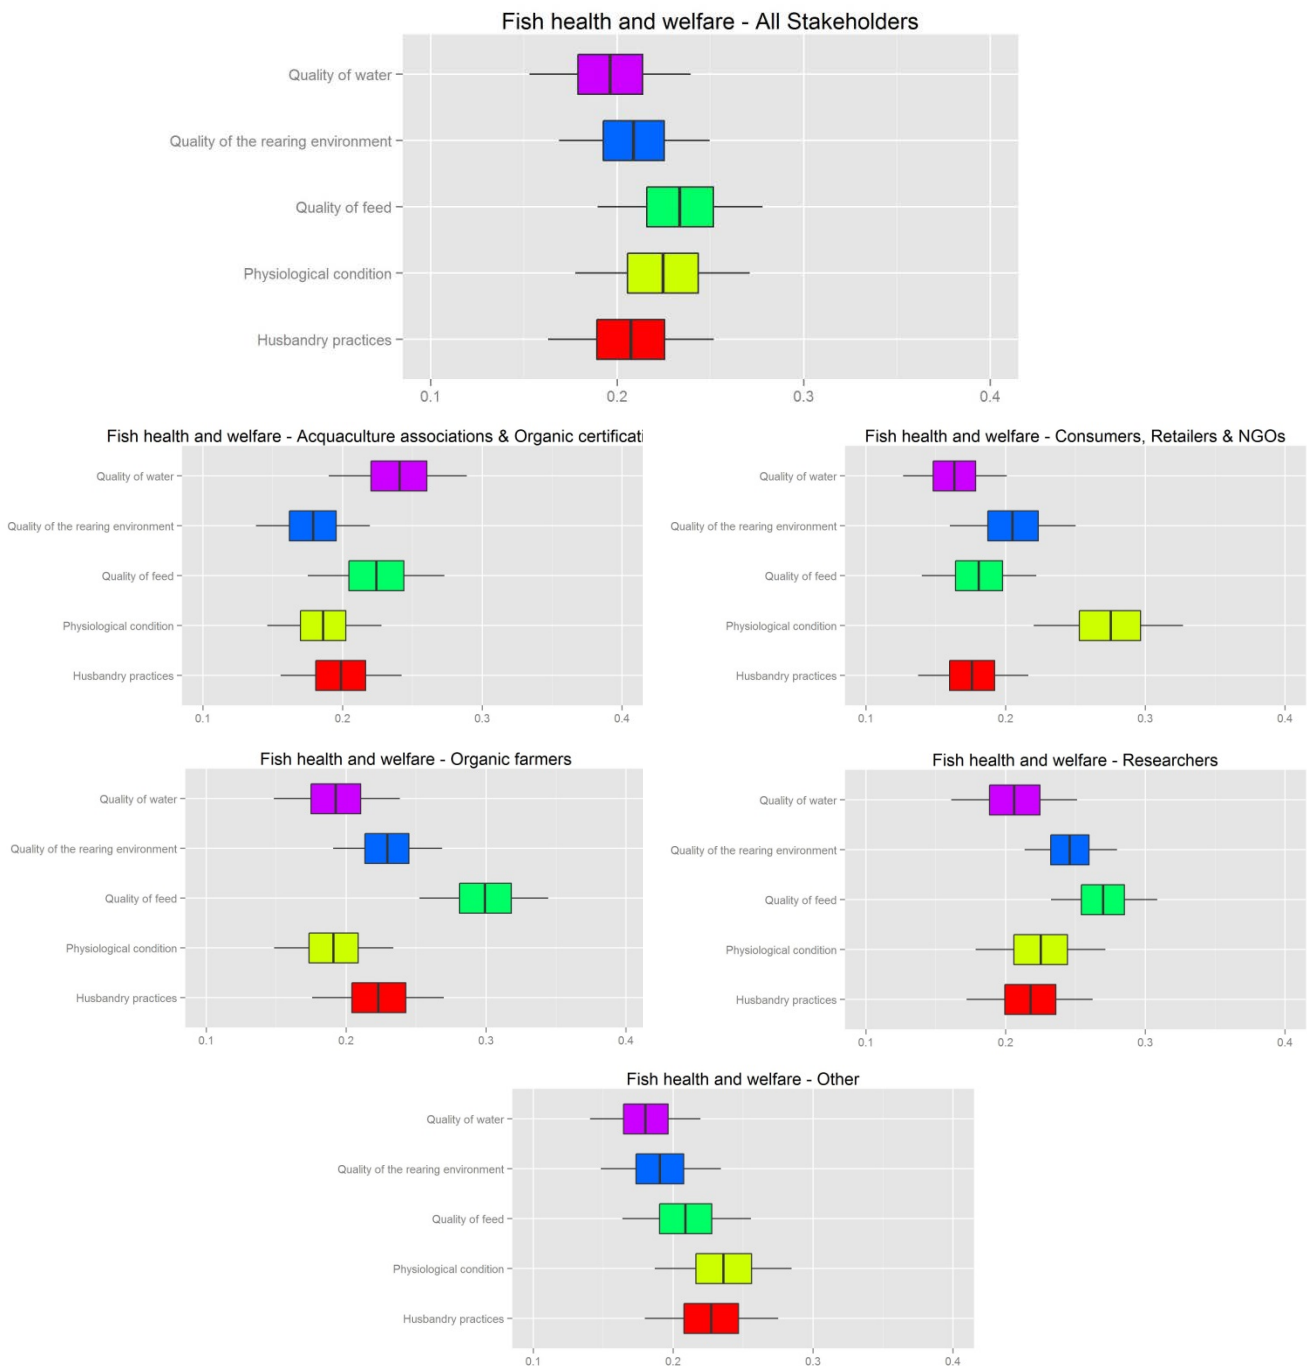 Fish health and welfare - All Stakeholders
Quality of water
Quality of the rearing environment
Quality of feed
Physiological condition
Husbandry practices
0.1 0.2 0.3 0.4
Fish health and welfare - Acquaculture associations & Organic certificati
Quality of water
Quality of the rearing environment
Quality of feed
Physiological condition
Husbandry practices
0.1 0.2 0.3 0.4
Fish health and welfare - Consumers, Retailers & NGOs
Quality of water
Quality of the rearing environment
Quality of feed
Physiological condition
Husbandry practices
0.1 0.2 0.3 0.4
Fish health and welfare - Organic farmers
Quality of water
Quality of the rearing environment
Quality of feed
Physiological condition
Husbandry practices
0.1 0.2 0.3 0.4
Fish health and welfare - Researchers
Quality of water
Quality of the rearing environment
Quality of feed
Physiological condition
Husbandry practices
0.1 0.2 0.3 0.4
Fish health and welfare - Other
Quality of water
Quality of the rearing environment
Quality of feed
Physiological condition
Husbandry practices
0.1 0.2 0.3 0.4